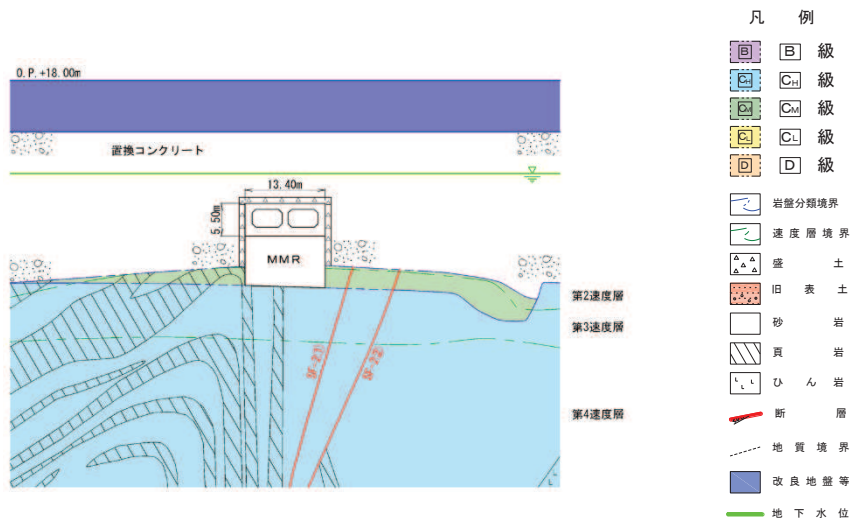 凡 例
O.P.+18.00m
置換コンクリート
13.40m
5.50m
MMR
SF-2①
SF-2②
第2速度層
第3速度層
第4速度層
B B 級
CH CH 級
CM CM 級
CL CL 級
D D 級
岩盤分類境界
速度層境界
盛 土
旧 表 土
砂 岩
頁 岩
ひ ん 岩
断 層
地 質 境 界
改 良 地 盤 等
地 下 水 位